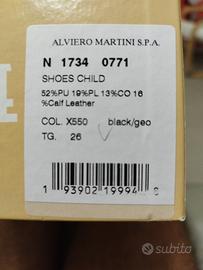 ALVIERO MARTINI S.P.A.
N 1734 0771
SHOES CHILD
52%PU 19%PL 13%CO 16
%Calf Leather
COL. X550 black/geo
TG. 26
1 93902 19994
subito